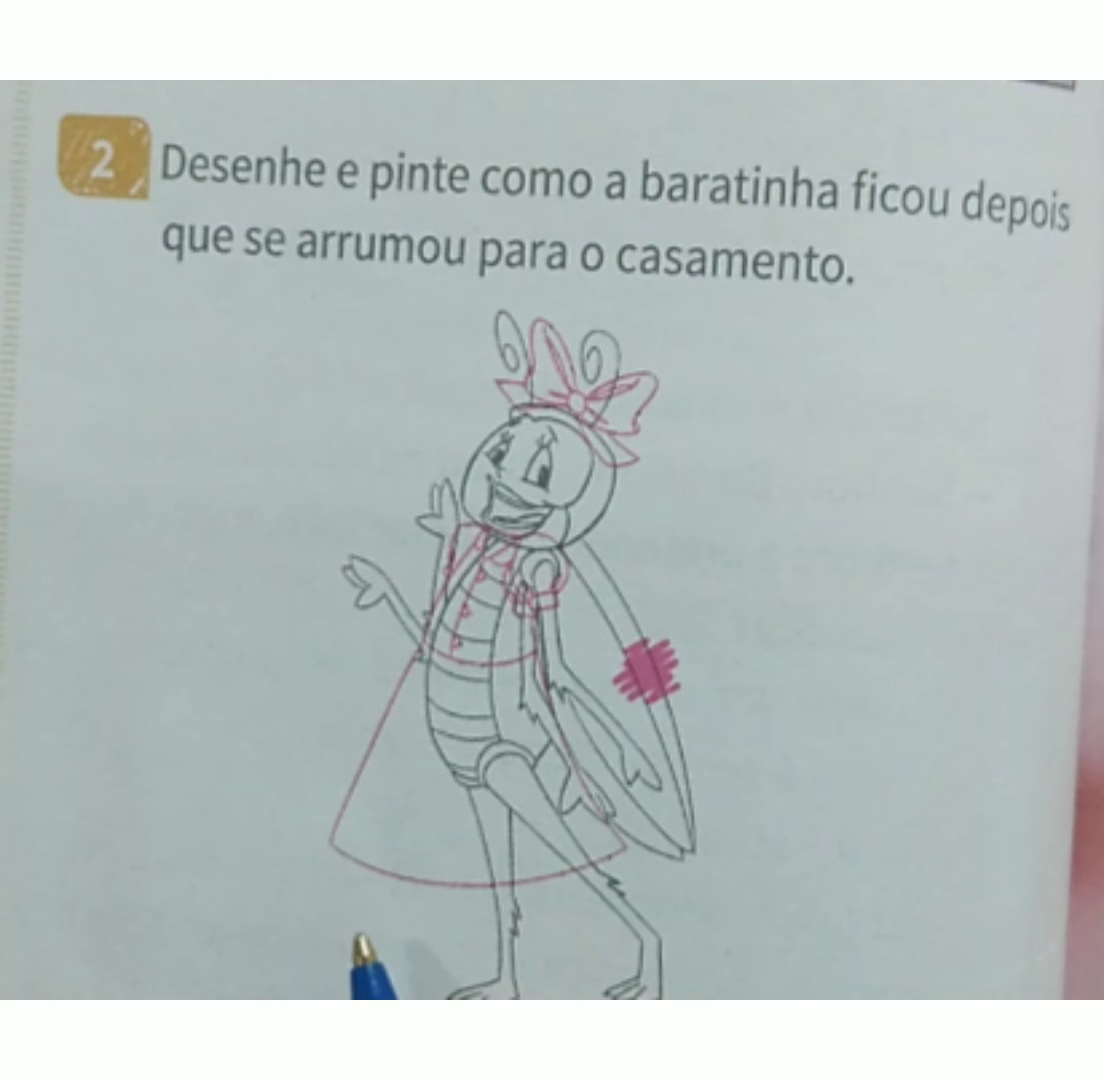 2 Desenhe e pinte como a baratinha ficou depois
que se arrumou para o casamento.